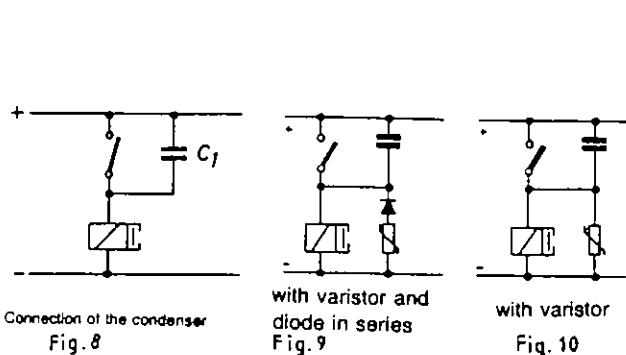 +
C1
−
Connection of the condenser
Fig.8
+
-
with varistor and
diode in series
Fig.9
+
-
with varistor
Fig. 10